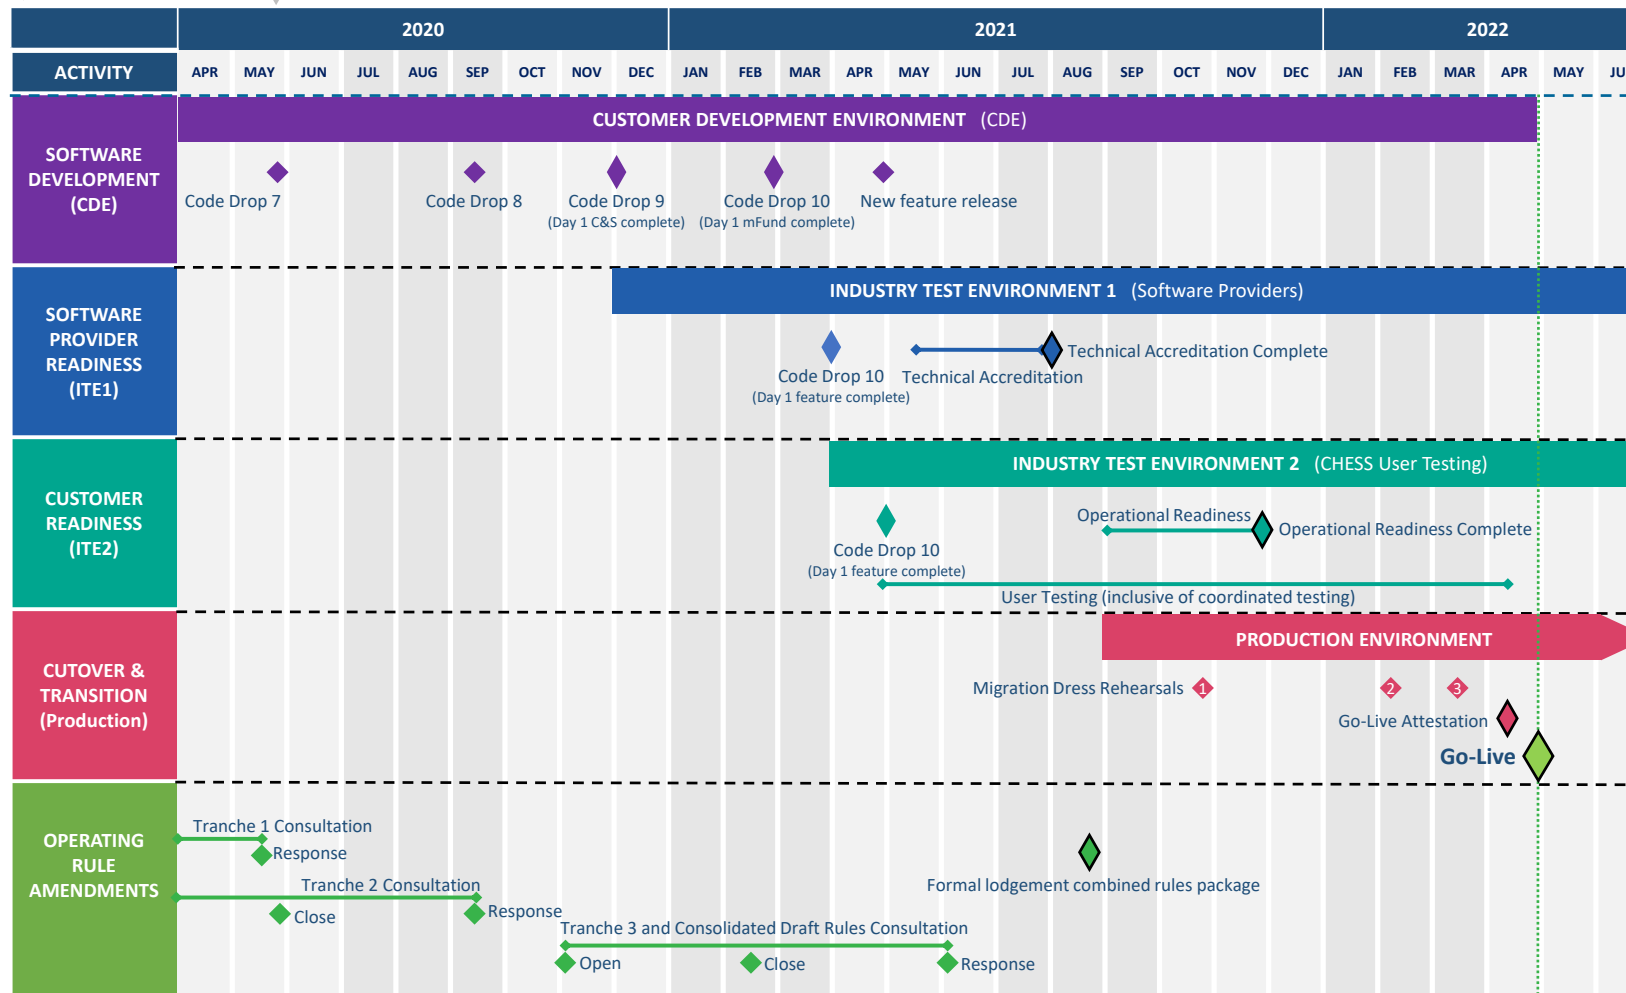 2020 2021 2022
ACTIVITY APR MAY JUN JUL AUG SEP OCT NOV DEC JAN FEB MAR APR MAY JUN JUL AUG SEP OCT NOV DEC JAN FEB MAR APR MAY JU
SOFTWARE
DEVELOPMENT
(CDE)
CUSTOMER DEVELOPMENT ENVIRONMENT (CDE)
Code Drop 7
Code Drop 8
Code Drop 9
(Day 1 C&S complete)
Code Drop 10
(Day 1 mFund complete)
New feature release
SOFTWARE
PROVIDER
READINESS
(ITE1)
INDUSTRY TEST ENVIRONMENT 1 (Software Providers)
Code Drop 10
(Day 1 feature complete)
Technical Accreditation
Technical Accreditation Complete
CUSTOMER
READINESS
(ITE2)
INDUSTRY TEST ENVIRONMENT 2 (CHESS User Testing)
Code Drop 10
(Day 1 feature complete)
Operational Readiness
Operational Readiness Complete
User Testing (inclusive of coordinated testing)
CUTOVER &
TRANSITION
(Production)
PRODUCTION ENVIRONMENT
Migration Dress Rehearsals 1 2 3
Go-Live Attestation
Go-Live
OPERATING
RULE
AMENDMENTS
Tranche 1 Consultation
Response
Tranche 2 Consultation
Close
Response
Tranche 3 and Consolidated Draft Rules Consultation
Open
Close
Response
Formal lodgement combined rules package